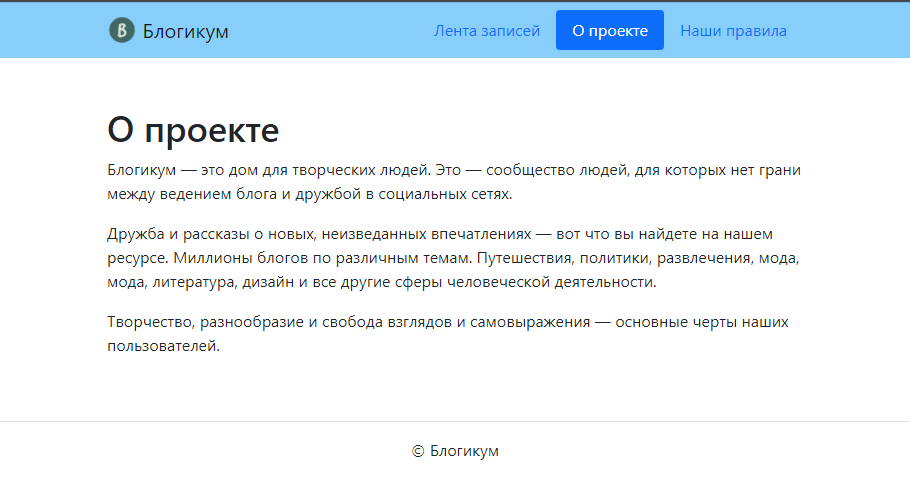 B Блогикум
Лента записей
О проекте
Наши правила
О проекте
Блогикум — это дом для творческих людей. Это — сообщество людей, для которых нет грани
между ведением блога и дружбой в социальных сетях.
Дружба и рассказы о новых, неизведанных впечатлениях — вот что вы найдете на нашем
ресурсе. Миллионы блогов по различным темам. Путешествия, политики, развлечения, мода,
мода, литература, дизайн и все другие сферы человеческой деятельности.
Творчество, разнообразие и свобода взглядов и самовыражения — основные черты наших
пользователей.
© Блогикум